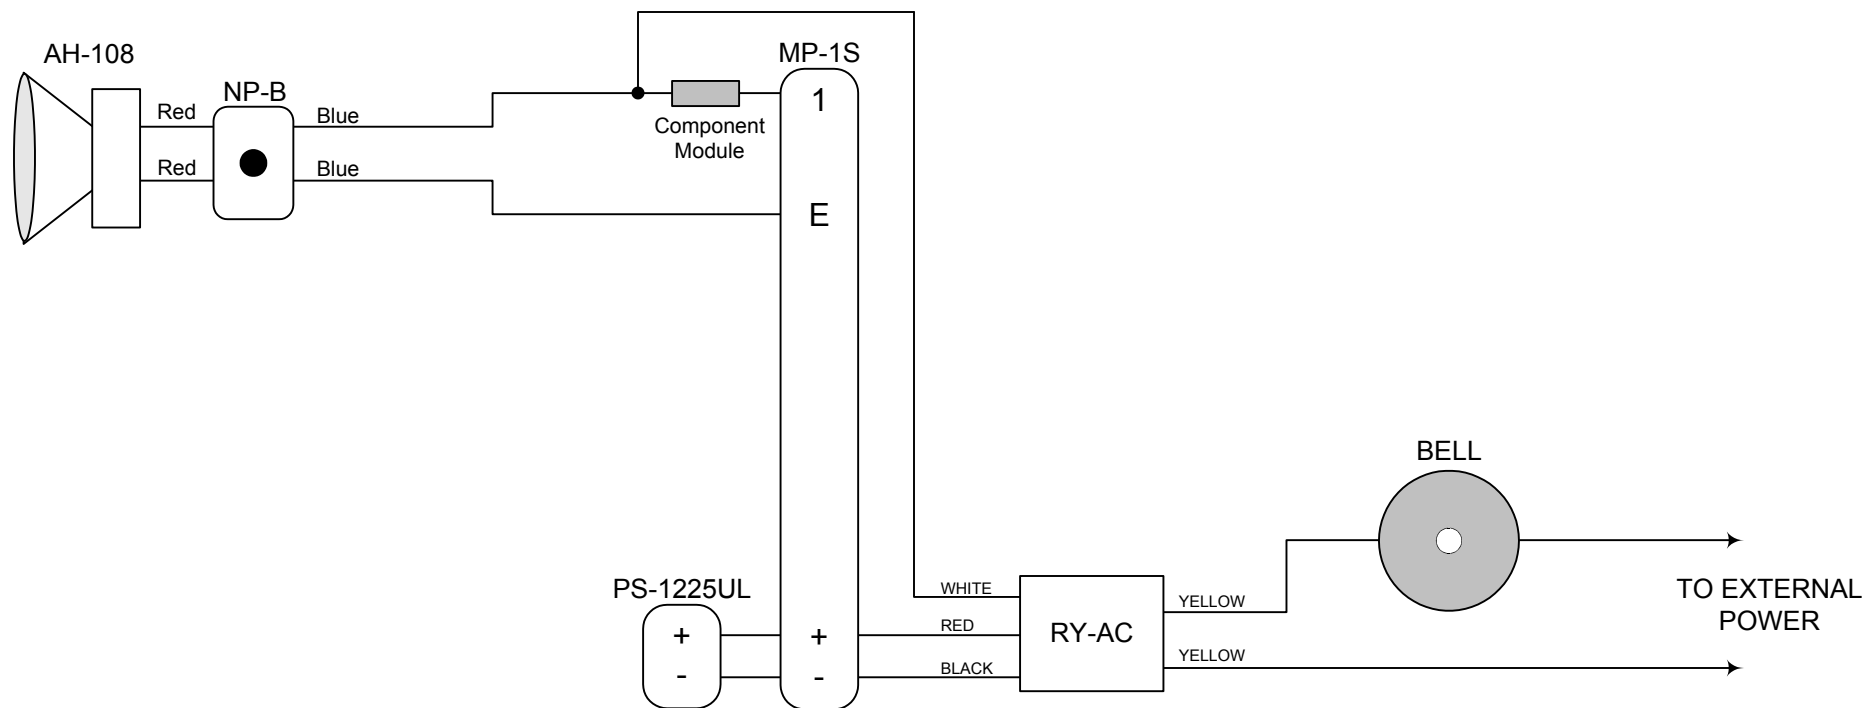 AH-108
NP-B
Red
Red
Blue
Blue
Component
Module
MP-1S
1
E
+
-
PS-1225UL
+
-
WHITE
RED
BLACK
RY-AC
YELLOW
YELLOW
BELL
TO EXTERNAL
POWER